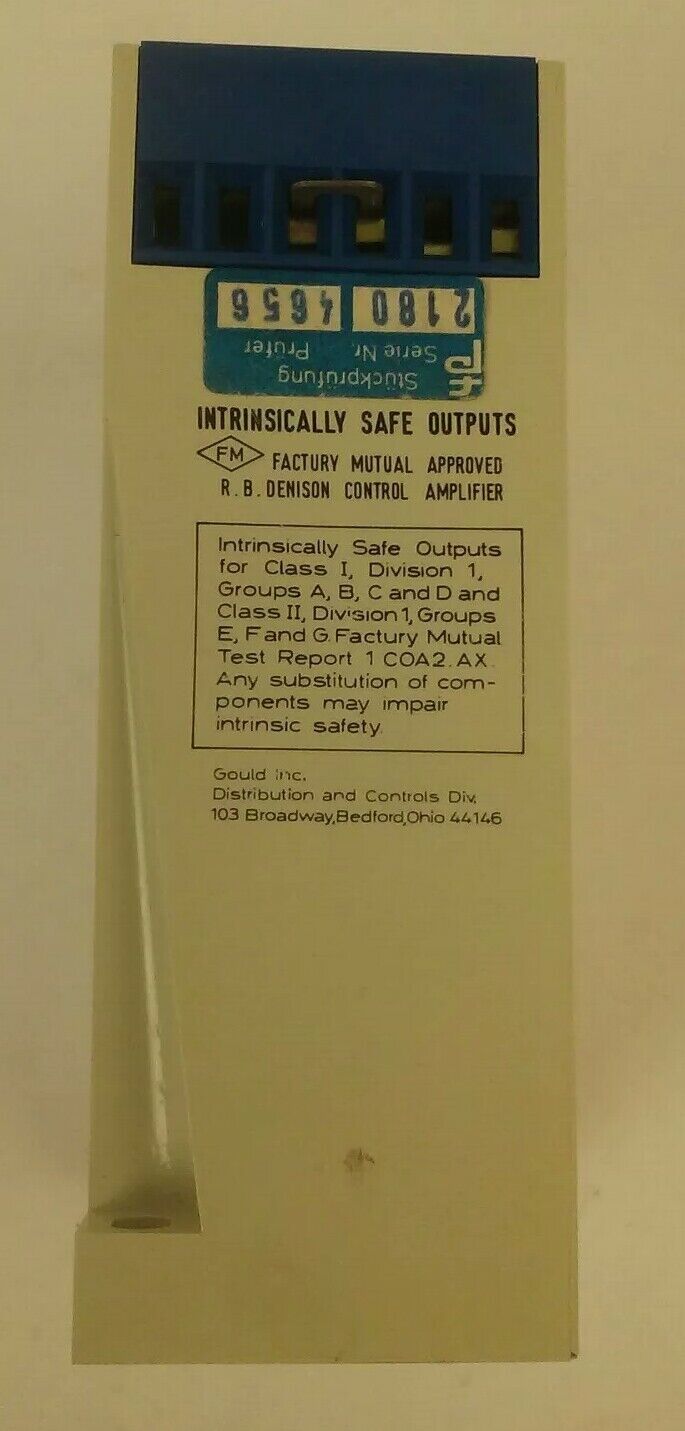 Stückprüfung
Serie Nr. Prüfer
2180 4656
INTRINSICALLY SAFE OUTPUTS
FM FACTORY MUTUAL APPROVED
R.B. DENISON CONTROL AMPLIFIER
Intrinsically Safe Outputs
for Class I, Division 1,
Groups A, B, C and D and
Class II, Division 1, Groups
E, F and G. Factory Mutual
Test Report 1 COA2.AX.
Any substitution of com-
ponents may impair
intrinsic safety.
Gould Inc.
Distribution and Controls Div.
103 Broadway, Bedford, Ohio 44146